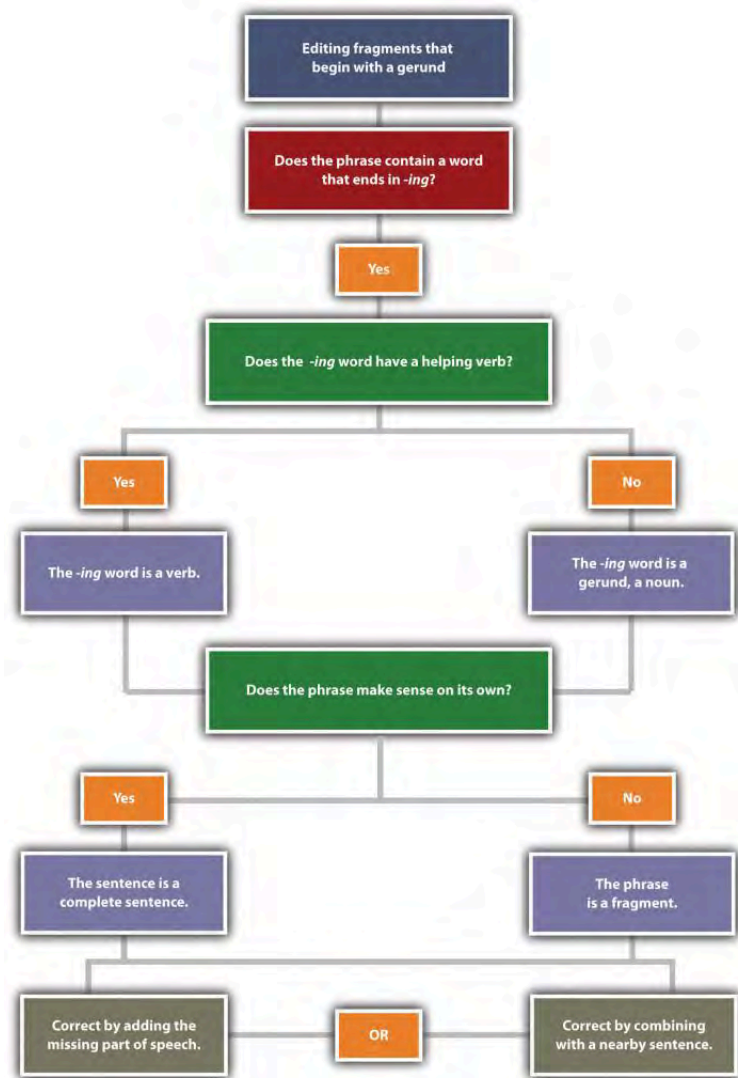 Editing fragments that
begin with a gerund
Does the phrase contain a word
that ends in -ing?
Yes
Does the -ing word have a helping verb?
Yes
No
The -ing word is a verb.
The -ing word is a
gerund, a noun.
Does the phrase make sense on its own?
Yes
No
The sentence is a
complete sentence.
The phrase
is a fragment.
Correct by adding the
missing part of speech.
OR
Correct by combining
with a nearby sentence.